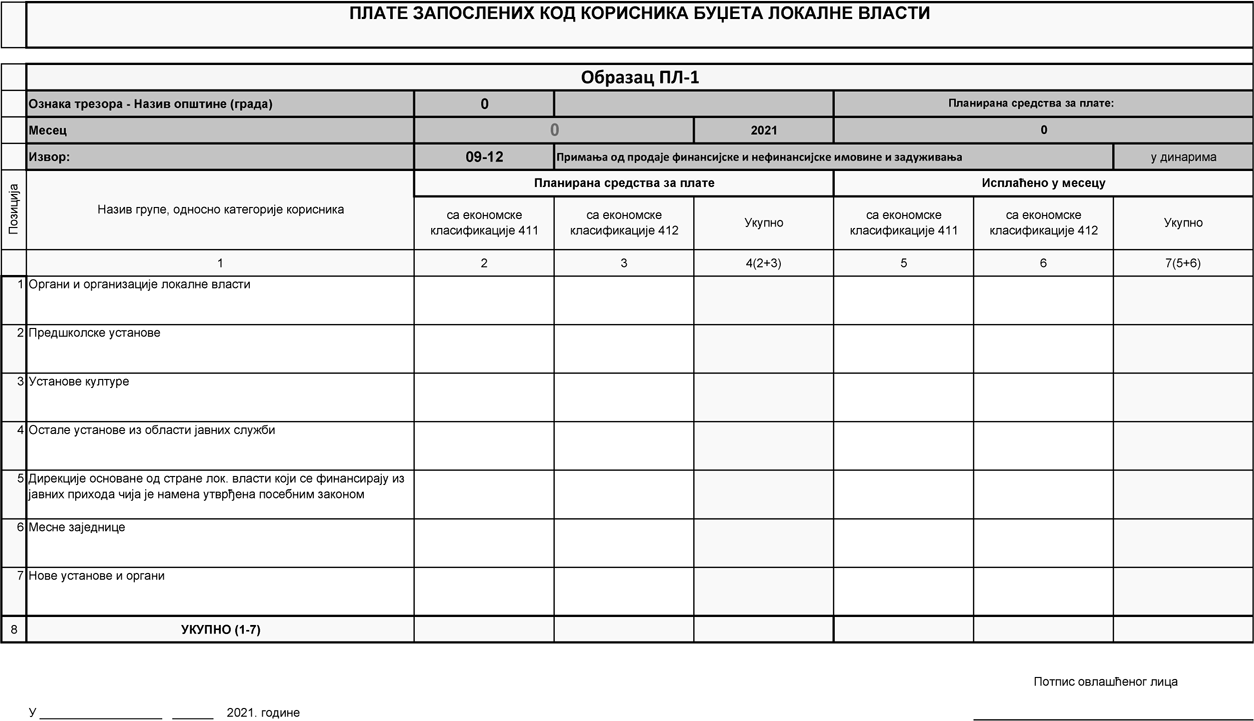 ПЛАТЕ ЗАПОСЛЕНИХ КОД КОРИСНИКА БУЏЕТА ЛОКАЛНЕ ВЛАСТИ
Образац ПЛ-1
Ознака трезора - Назив општине (града) 0 Планирана средства за плате:
Месец 0 2021 0
Извор: 09-12 Примања од продаје финансијске и нефинансијске имовине и задуживања у динарима
Позиција
Назив групе, односно категорије корисника
Планирана средства за плате Исплаћено у месецу
са економске класификације 411 са економске класификације 412 Укупно са економске класификације 411 са економске класификације 412 Укупно
1 2 3 4(2+3) 5 6 7(5+6)
1 Органи и организације локалне власти
2 Предшколске установе
3 Установе културе
4 Остале установе из области јавних служби
5 Дирекције основане од стране лок. власти који се финансирају из
јавних прихода чија је намена утврђена посебним законом
6 Месне заједнице
7 Нове установе и органи
8 УКУПНО (1-7)
Потпис овлашћеног лица
У __________________ ______ 2021. године